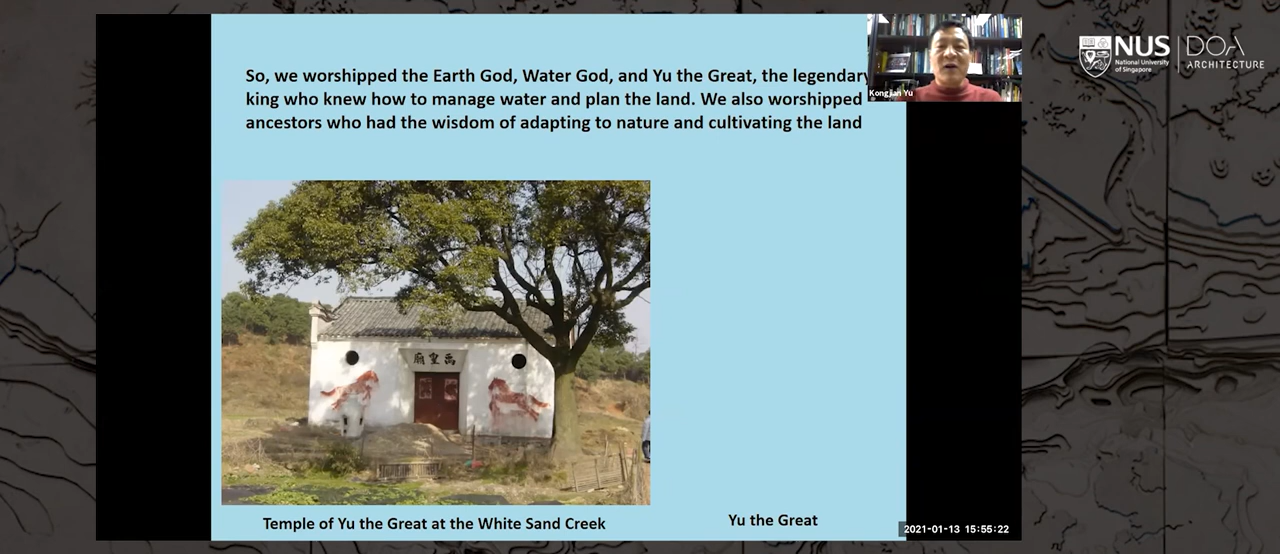 So, we worshipped the Earth God, Water God, and Yu the Great, the legendary
king who knew how to manage water and plan the land. We also worshipped
ancestors who had the wisdom of adapting to nature and cultivating the land
Kongjian Yu
NUS
National University
of Singapore
DOA
ARCHITECTURE
廟皇禹
Temple of Yu the Great at the White Sand Creek
Yu the Great
2021-01-13 15:55:22